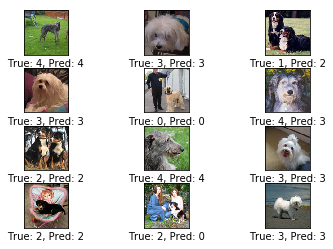 True: 4, Pred: 4
True: 3, Pred: 3
True: 1, Pred: 2
True: 3, Pred: 3
True: 0, Pred: 0
True: 4, Pred: 3
True: 2, Pred: 2
True: 4, Pred: 4
True: 3, Pred: 3
True: 2, Pred: 2
True: 2, Pred: 0
True: 3, Pred: 3